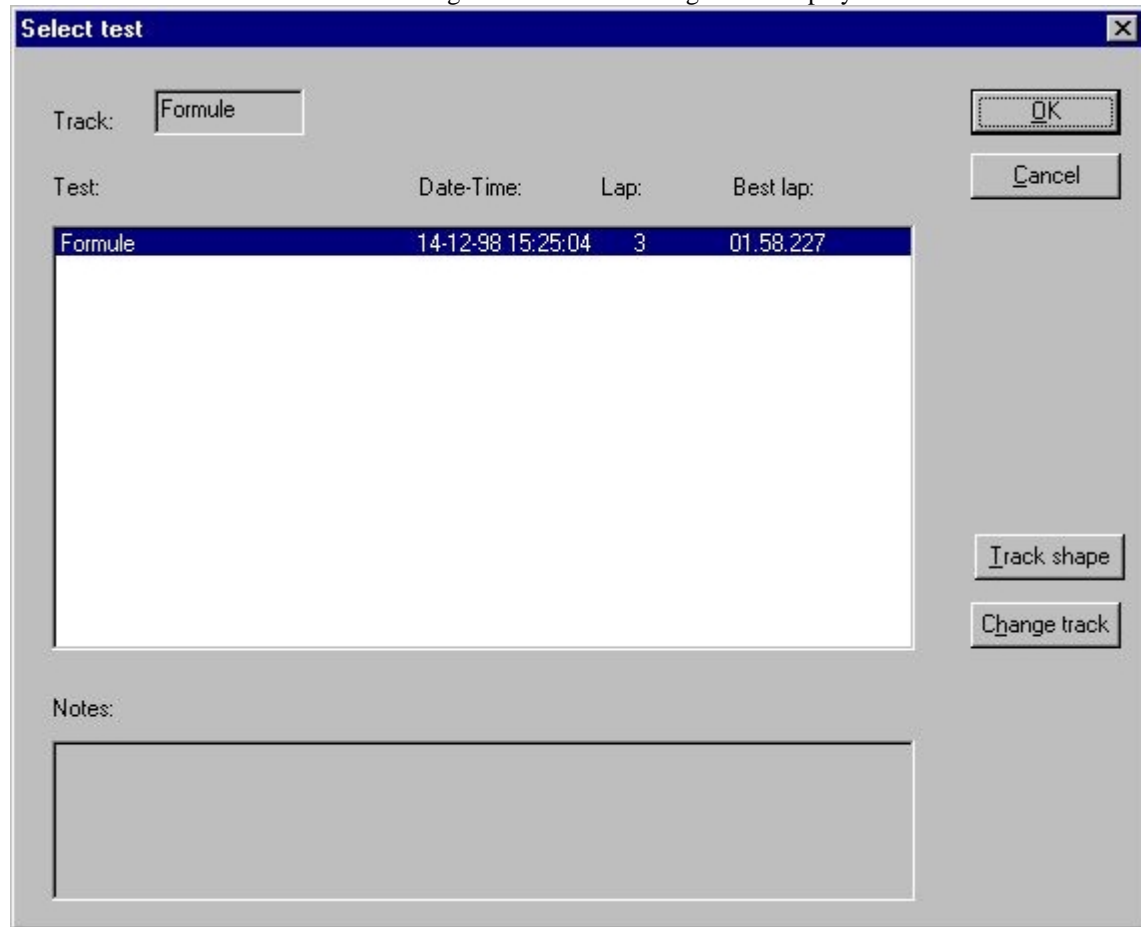 Select test
Track: Formule
OK
Cancel
Test: Date-Time: Lap: Best lap:
Formule 14-12-98 15:25:04 3 01.58.227
Track shape
Change track
Notes: